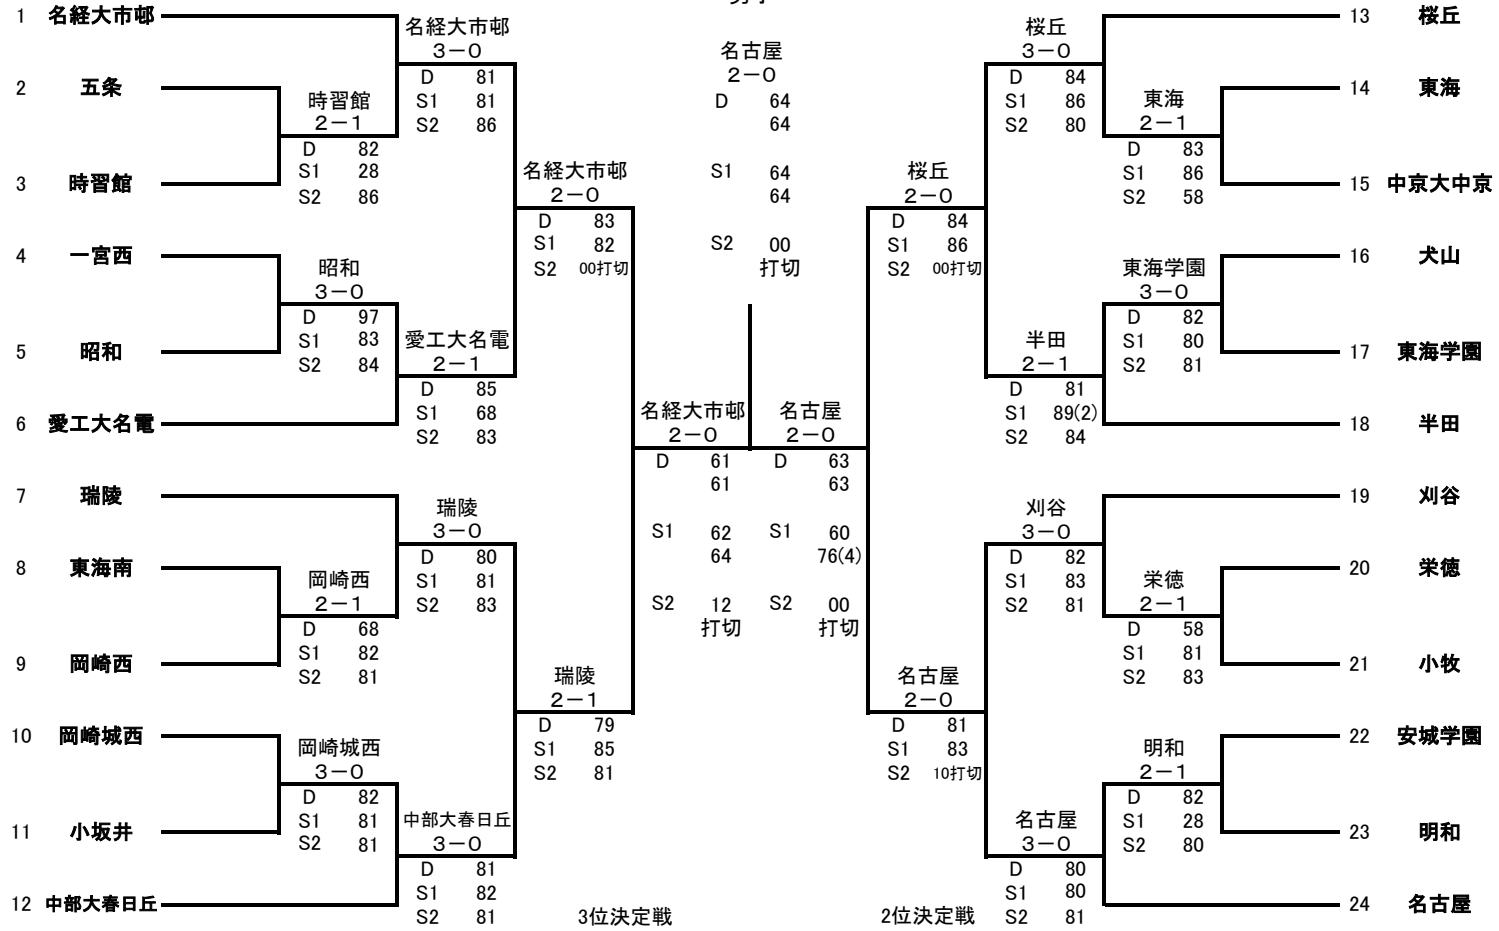 1 名経大市邨
2 五条
3 時習館
4 一宮西
5 昭和
6 愛工大名電
7 瑞陵
8 東海南
9 岡崎西
10 岡崎城西
11 小坂井
12 中部大春日丘
時習館
2－1
D 82
S1 28
S2 86
昭和
3－0
D 97
S1 83
S2 84
岡崎西
2－1
D 68
S1 82
S2 81
岡崎城西
3－0
D 82
S1 81
S2 81
名経大市邨
3－0
D 81
S1 81
S2 86
愛工大名電
2－1
D 85
S1 68
S2 83
瑞陵
3－0
D 80
S1 81
S2 83
中部大春日丘
3－0
D 81
S1 82
S2 81
名経大市邨
2－0
D 83
S1 82
S2 00打切
瑞陵
2－1
D 79
S1 85
S2 81
名経大市邨
2－0
D 61
61
S1 62
64
S2 12
打切
名古屋
2－0
D 64
64
S1 64
64
S2 00
打切
名古屋
2－0
D 63
63
S1 60
76(4)
S2 00
打切
桜丘
2－0
D 84
S1 86
S2 00打切
名古屋
2－0
D 81
S1 83
S2 10打切
桜丘
3－0
D 84
S1 86
S2 80
半田
2－1
D 81
S1 89(2)
S2 84
刈谷
3－0
D 82
S1 83
S2 81
名古屋
3－0
D 80
S1 80
S2 81
東海
2－1
D 83
S1 86
S2 58
東海学園
3－0
D 82
S1 80
S2 81
栄徳
2－1
D 58
S1 81
S2 83
明和
2－1
D 82
S1 28
S2 80
13 桜丘
14 東海
15 中京大中京
16 犬山
17 東海学園
18 半田
19 刈谷
20 栄徳
21 小牧
22 安城学園
23 明和
24 名古屋
3位決定戦
2位決定戦